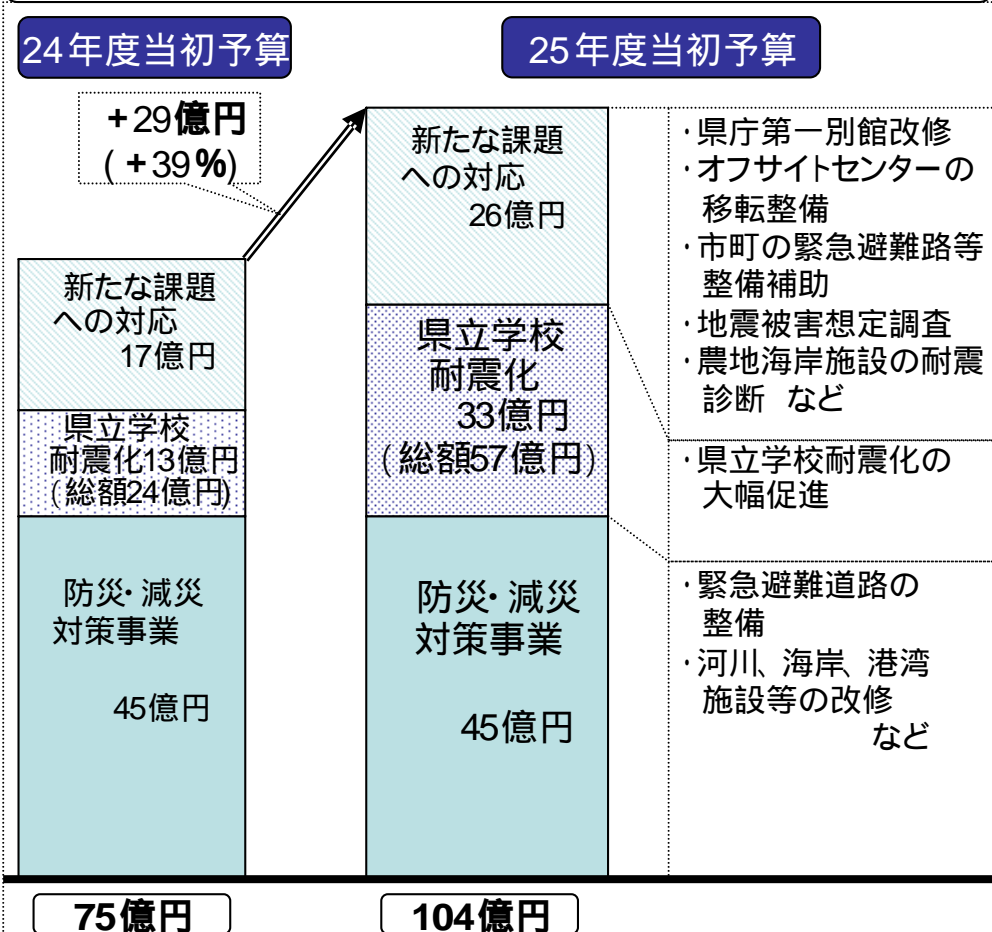 24年度当初予算
25年度当初予算
+29億円
(+39%)
新たな課題
への対応
17億円
県立学校
耐震化13億円
(総額24億円)
防災・減災
対策事業
45億円
75億円
新たな課題
への対応
26億円
県立学校
耐震化
33億円
(総額57億円)
防災・減災
対策事業
45億円
104億円
・県庁第一別館改修
・オフサイトセンターの
移転整備
・市町の緊急避難路等
整備補助
・地震被害想定調査
・農地海岸施設の耐震
診断 など
・県立学校耐震化の
大幅促進
・緊急避難道路の
整備
・河川、海岸、港湾
施設等の改修
など